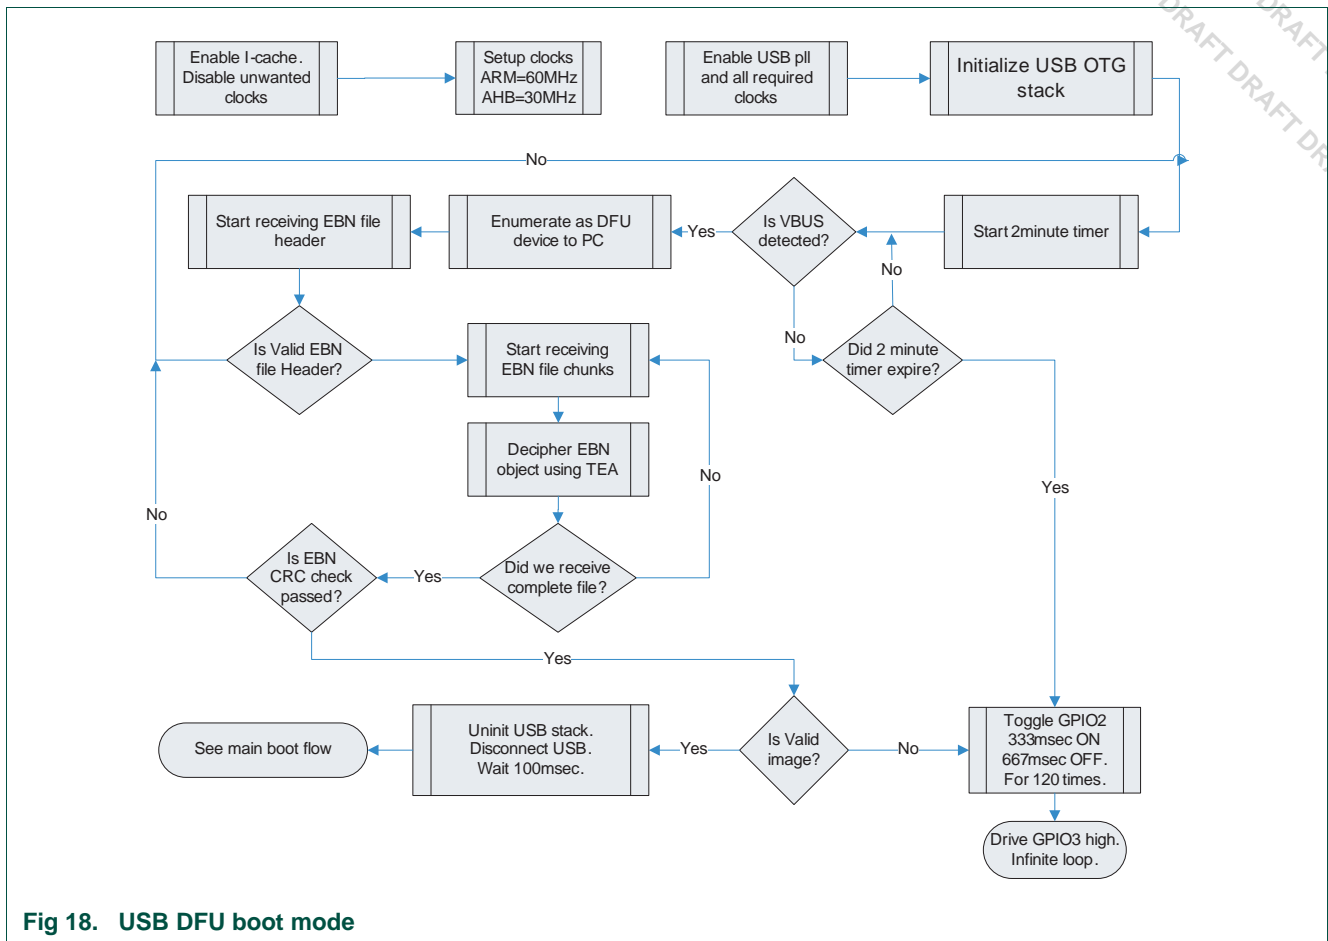 DRAFT DRAFT DRA
DRAFT DR
Enable I-cache.
Disable unwanted
clocks
Setup clocks
ARM=60MHz
AHB=30MHz
Enable USB pll
and all required
clocks
Initialize USB OTG
stack
No
Start receiving EBN file
header
Enumerate as DFU
device to PC
Yes
Is VBUS
detected?
Start 2minute timer
No
No
Is Valid EBN
file Header?
Start receiving
EBN file chunks
Did 2 minute
timer expire?
Decipher EBN
object using TEA
No
Yes
No
Is EBN
CRC check
passed?
Yes
Did we receive
complete file?
Yes
See main boot flow
Uninit USB stack.
Disconnect USB.
Wait 100msec.
Yes
Is Valid
image?
No
Toggle GPIO2
333msec ON
667msec OFF.
For 120 times.
Drive GPIO3 high.
Infinite loop.
Fig 18. USB DFU boot mode